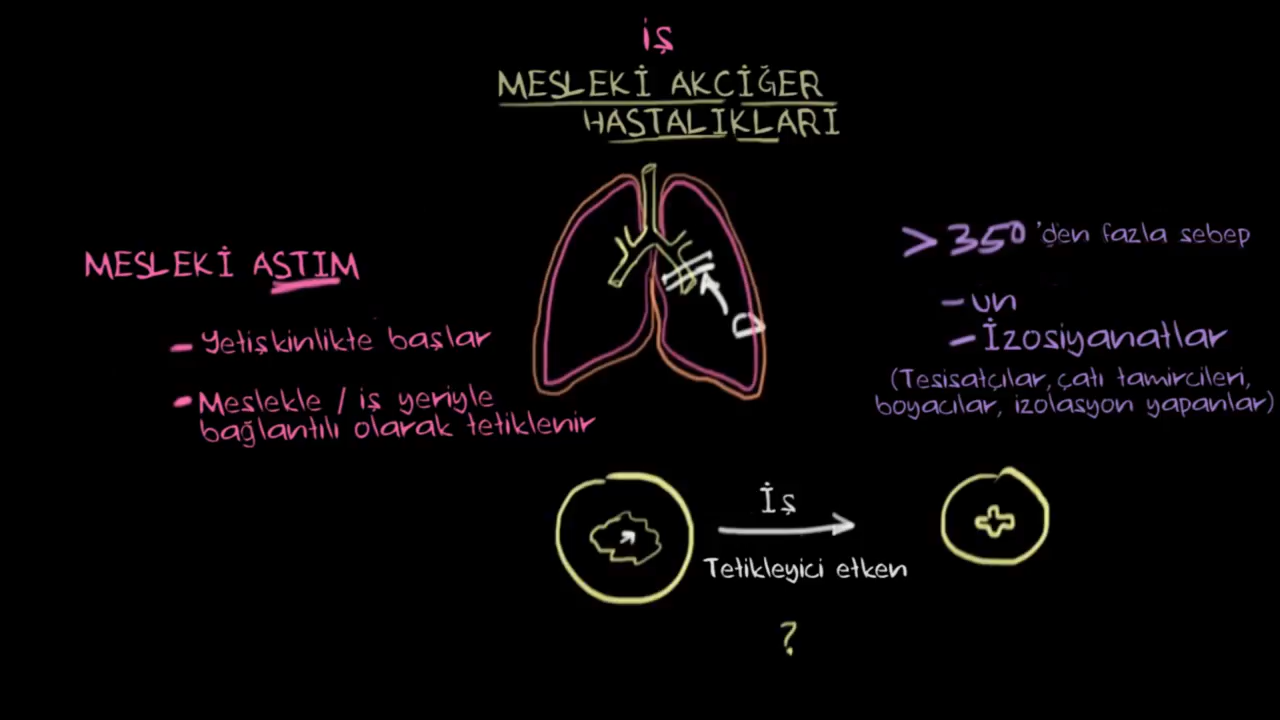 İŞ
MESLEKİ AKCİĞER
HASTALIKLARI
MESLEKİ ASTIM
- Yetişkinlikte başlar
- Meslekle / iş yeriyle
bağlantılı olarak tetiklenir
> 350 'den fazla sebep
- un
- İzosiyanatlar
(Tesisatçılar, çatı tamircileri,
boyacılar, izolasyon yapanlar)
İş
Tetikleyici etken
?